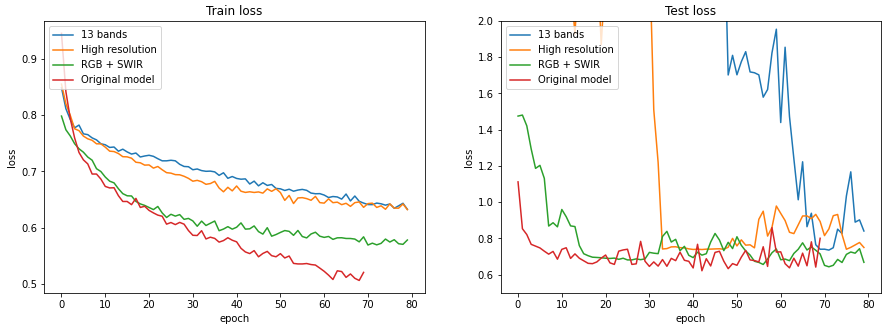 Train loss
0.9
0.8
0.7
0.6
0.5
loss
0 10 20 30 40 50 60 70 80
epoch
13 bands
High resolution
RGB + SWIR
Original model
Test loss
2.0
1.8
1.6
1.4
1.2
1.0
0.8
0.6
loss
0 10 20 30 40 50 60 70 80
epoch
13 bands
High resolution
RGB + SWIR
Original model